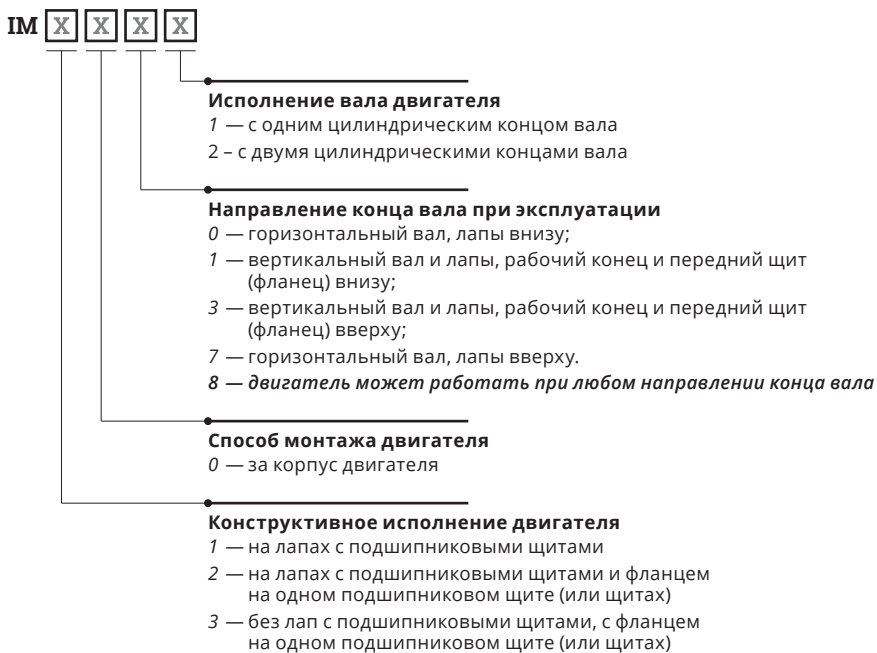 IM X X X X
Исполнение вала двигателя
1 — с одним цилиндрическим концом вала
2 – с двумя цилиндрическими концами вала
Направление конца вала при эксплуатации
0 — горизонтальный вал, лапы внизу;
1 — вертикальный вал и лапы, рабочий конец и передний щит
(фланец) внизу;
3 — вертикальный вал и лапы, рабочий конец и передний щит
(фланец) вверху;
7 — горизонтальный вал, лапы вверху.
8 — двигатель может работать при любом направлении конца вала
Способ монтажа двигателя
0 — за корпус двигателя
Конструктивное исполнение двигателя
1 — на лапах с подшипниковыми щитами
2 — на лапах с подшипниковыми щитами и фланцем
на одном подшипниковом щите (или щитах)
3 — без лап с подшипниковыми щитами, с фланцем
на одном подшипниковом щите (или щитах)